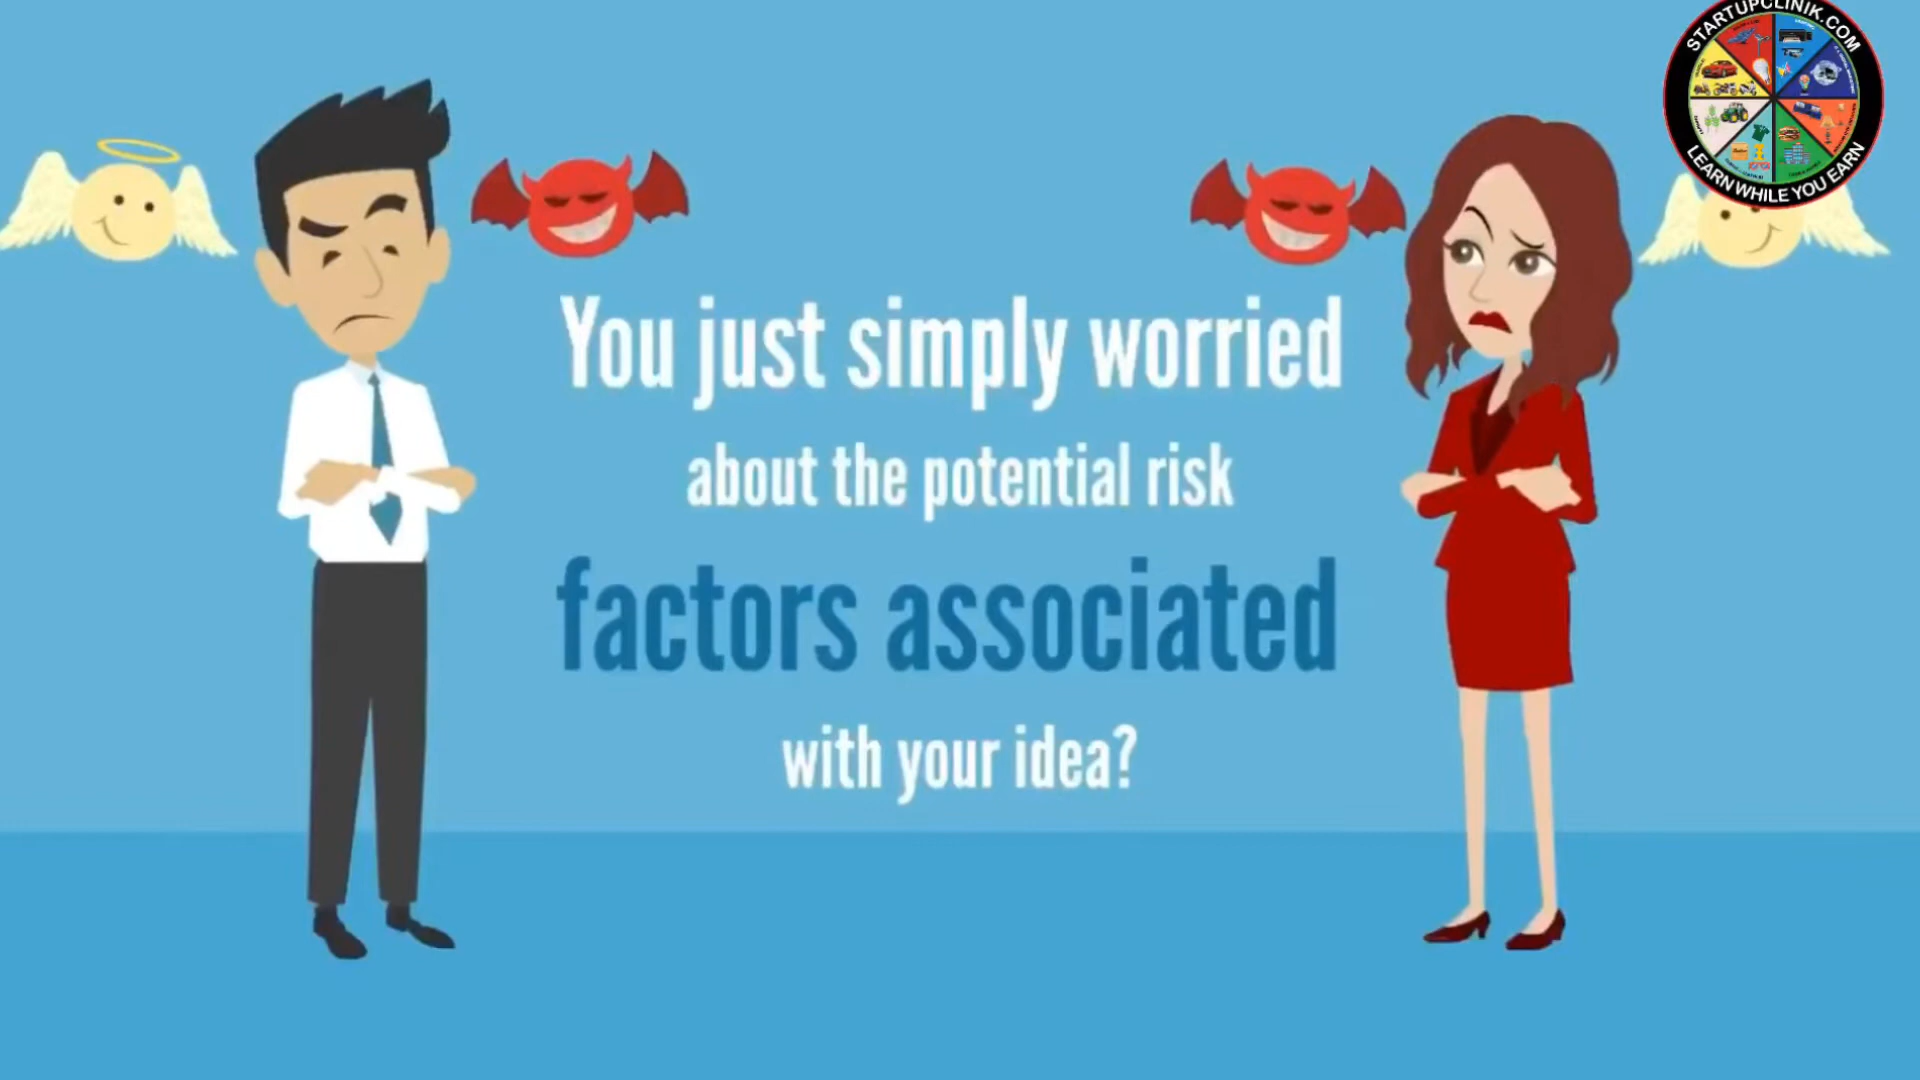 STARTUPCLINIK.COM
LEARN WHILE YOU EARN
You just simply worried
about the potential risk
factors associated
with your idea?